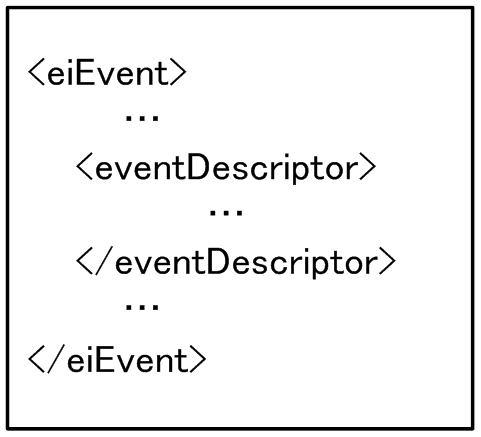 <eiEvent>
...
<eventDescriptor>
...
</eventDescriptor>
...
</eiEvent>